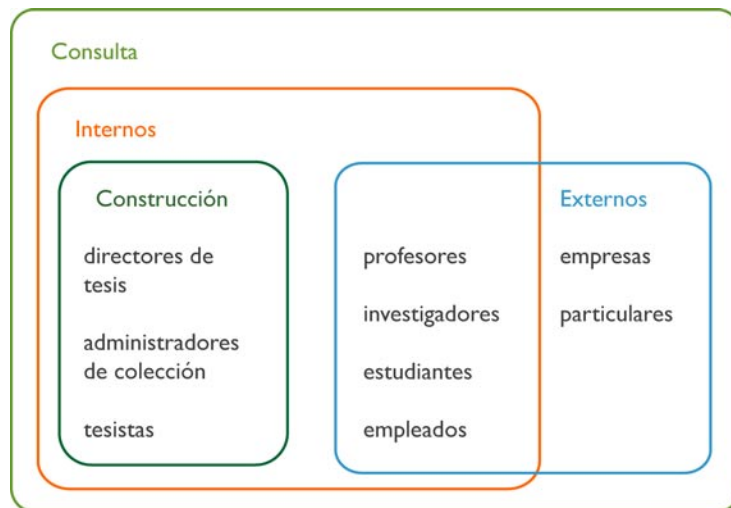 Consulta
Internos
Construcción
directores de
tesis
administradores
de colección
tesistas
profesores
investigadores
estudiantes
empleados
Externos
empresas
particulares